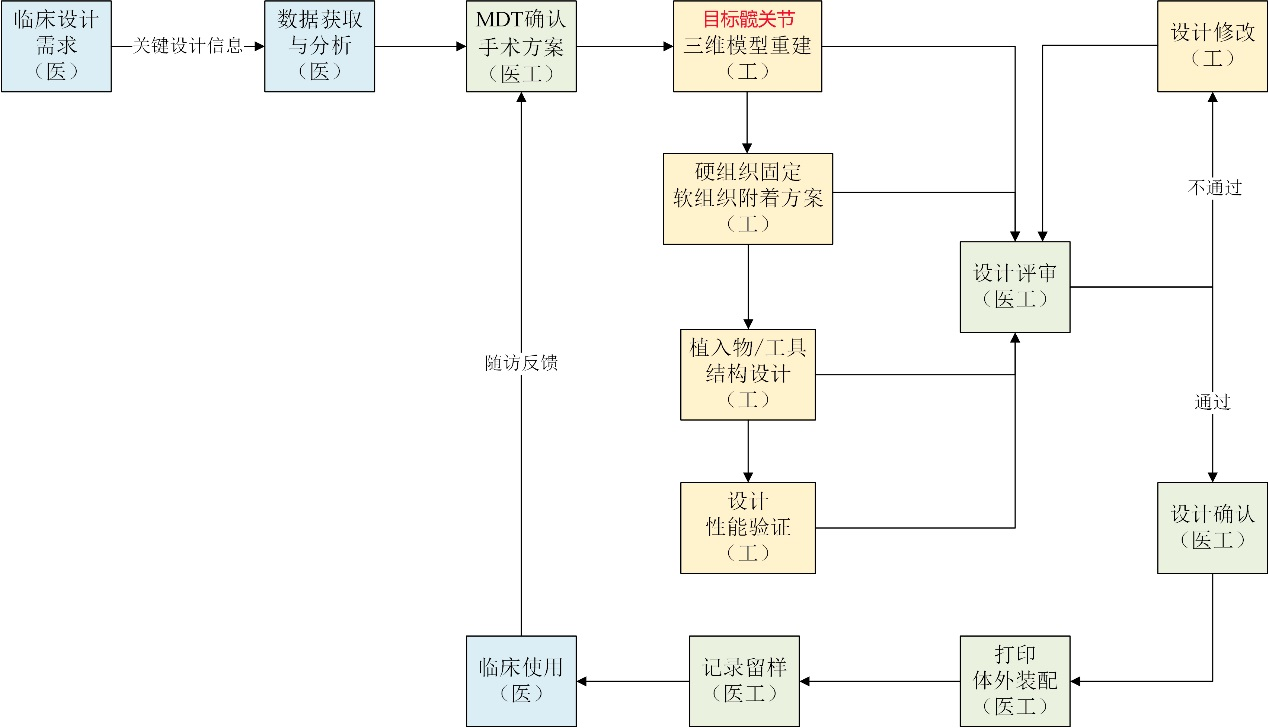 临床设计
需求
（医）
关键设计信息
数据获取
与分析
（医）
MDT确认
手术方案
（医工）
目标髋关节
三维模型重建
（工）
设计修改
（工）
硬组织固定
软组织附着方案
（工）
不通过
设计评审
（医工）
植入物/工具
结构设计
（工）
随访反馈
通过
设计
性能验证
（工）
设计确认
（医工）
临床使用
（医）
记录留样
（医工）
打印
体外装配
（医工）